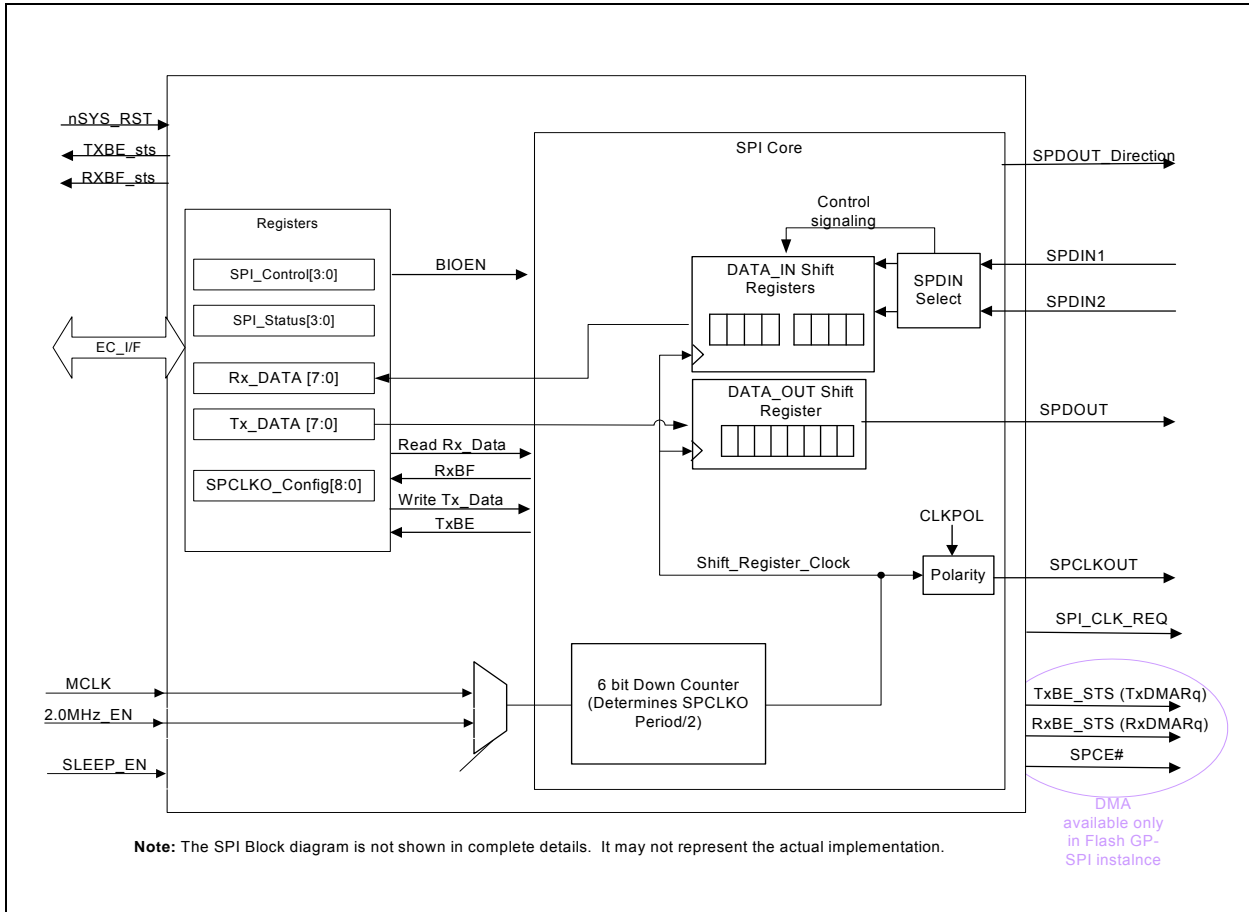 nSYS_RST
TXBE_sts
RXBF_sts
EC_I/F
Registers
SPI_Control[3:0]
SPI_Status[3:0]
Rx_DATA [7:0]
Tx_DATA [7:0]
SPCLKO_Config[8:0]
BIOEN
Read Rx_Data
RxBF
Write Tx_Data
TxBE
SPI Core
Control
signaling
DATA_IN Shift
Registers
SPDIN
Select
DATA_OUT Shift
Register
CLKPOL
Shift_Register_Clock
Polarity
6 bit Down Counter
(Determines SPCLKO
Period/2)
MCLK
2.0MHz_EN
SLEEP_EN
SPDOUT_Direction
SPDIN1
SPDIN2
SPDOUT
SPCLKOUT
SPI_CLK_REQ
TxBE_STS (TxDMARq)
RxBE_STS (RxDMARq)
SPCE#
DMA
available only
in Flash GP-
SPI instalnce
Note: The SPI Block diagram is not shown in complete details. It may not represent the actual implementation.